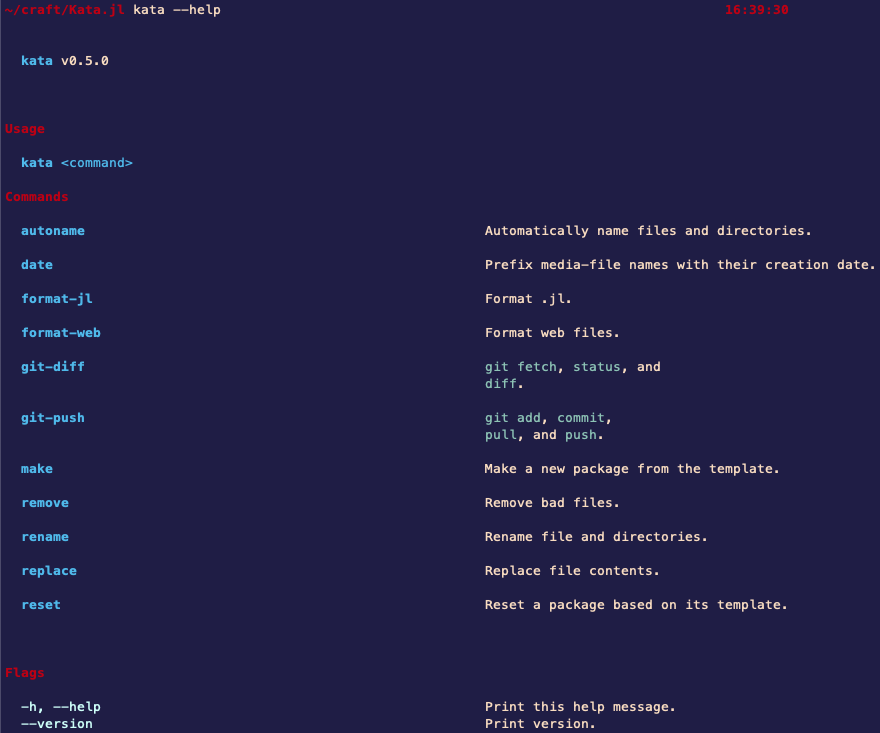 ~/craft/Kata.jl kata --help 16:39:30
kata v0.5.0
Usage
kata <command>
Commands
autoname Automatically name files and directories.
date Prefix media-file names with their creation date.
format-jl Format .jl.
format-web Format web files.
git-diff git fetch, status, and
diff.
git-push git add, commit,
pull, and push.
make Make a new package from the template.
remove Remove bad files.
rename Rename file and directories.
replace Replace file contents.
reset Reset a package based on its template.
Flags
-h, --help Print this help message.
--version Print version.